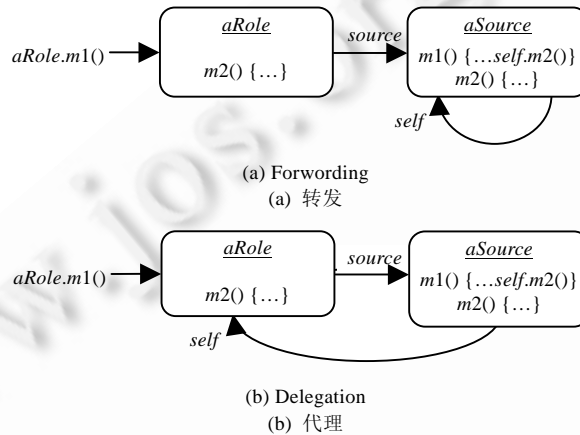 aRole
aSource
source
aRole.m1()
m1() {…self.m2()}
m2() {…}
m2() {…}
self
(a) Forwording
(a) 转发
aRole
aSource
source
aRole.m1()
m1() {…self.m2()}
m2() {…}
m2() {…}
self
(b) Delegation
(b) 代理